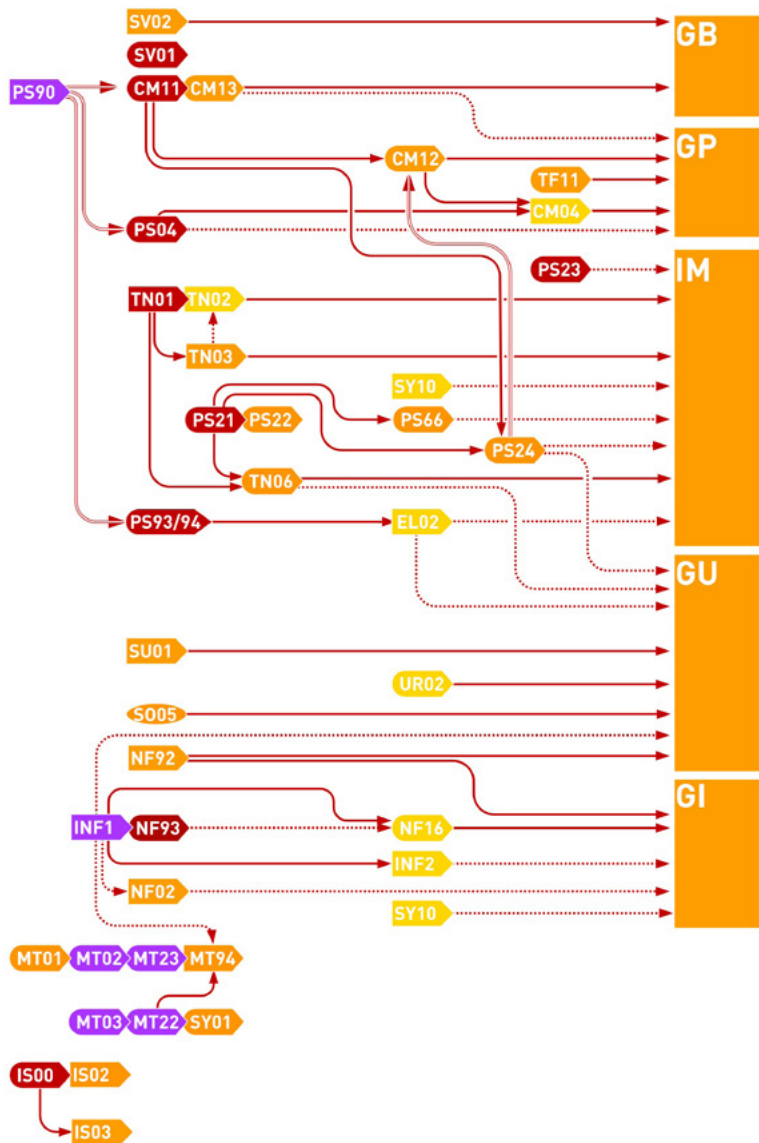 SV02
GB
SV01
PS90
CM11 CM13
GP
CM12
TF11
CM04
PS04
IM
PS23
TN01 TN02
TN03
SY10
PS21 PS22
PS66
PS24
TN06
PS93/94
EL02
GU
SU01
UR02
SO05
NF92
GI
INF1 NF93
NF16
INF2
NF02
SY10
MT01 MT02 MT23 MT94
MT03 MT22 SY01
IS00 IS02
IS03